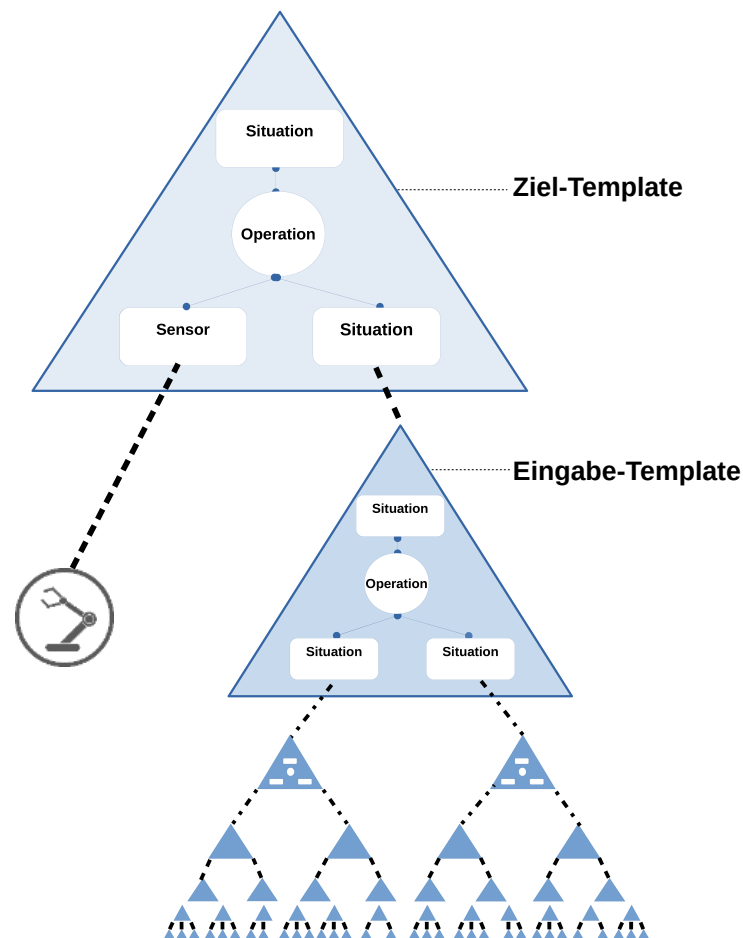 Situation
Ziel-Template
Operation
Sensor
Situation
Eingabe-Template
Situation
Operation
Situation
Situation